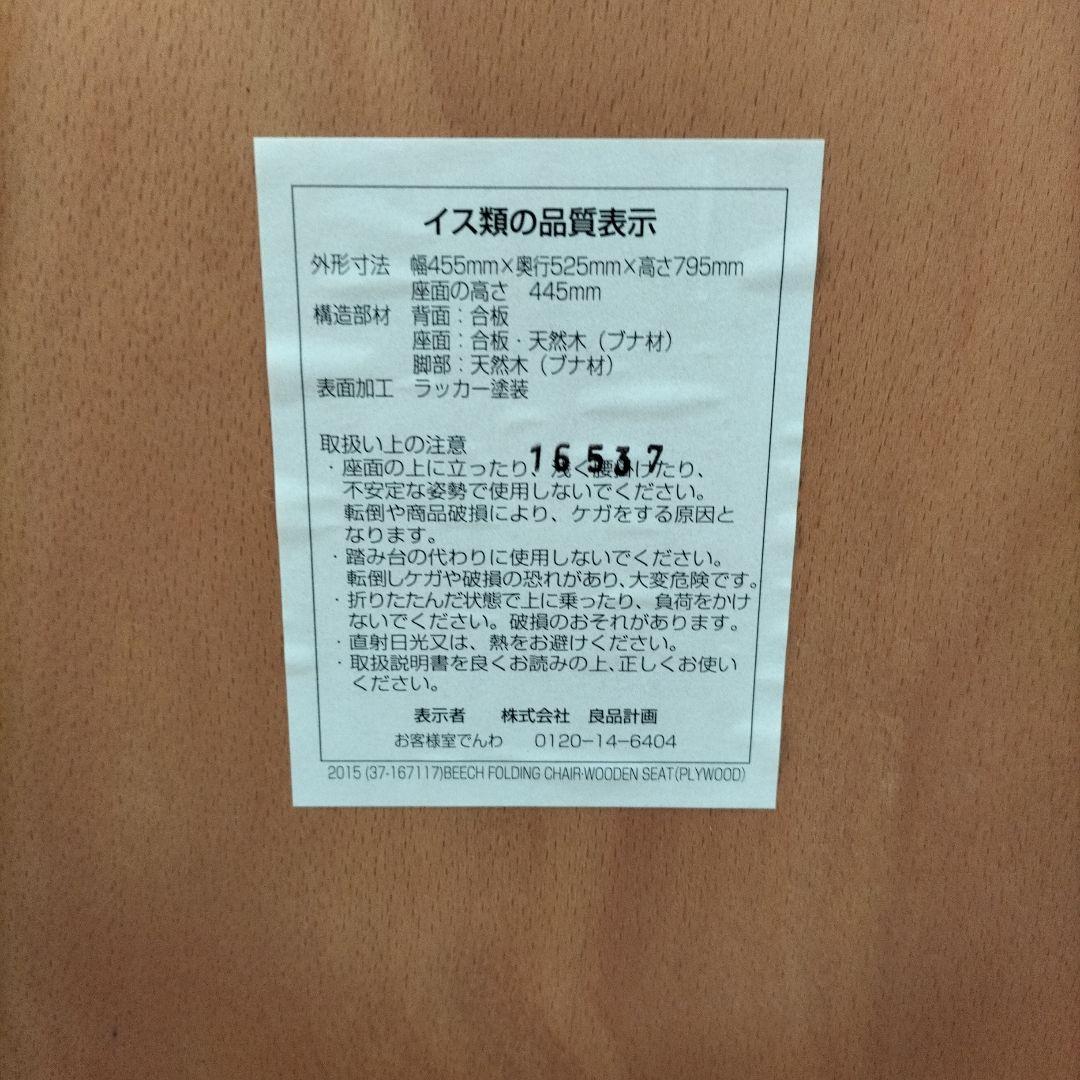 イス類の品質表示
外形寸法　幅455mm×奥行525mm×高さ795mm
座面の高さ　445mm
構造部材　背面：合板
座面：合板・天然木（ブナ材）
脚部：天然木（ブナ材）
表面加工　ラッカー塗装
取扱い上の注意
16537
・座面の上に立ったり、浅く腰掛けたり、
不安定な姿勢で使用しないでください。
転倒や商品破損により、ケガをする原因と
なります。
・踏み台の代わりに使用しないでください。
転倒しケガや破損の恐れがあり、大変危険です。
・折りたたんだ状態で上に乗ったり、負荷をかけ
ないでください。破損のおそれがあります。
・直射日光又は、熱をお避けください。
・取扱説明書を良くお読みの上、正しくお使い
ください。
表示者　株式会社　良品計画
お客様室でんわ　0120-14-6404
2015 (37-167117)BEECH FOLDING CHAIR･WOODEN SEAT(PLYWOOD)